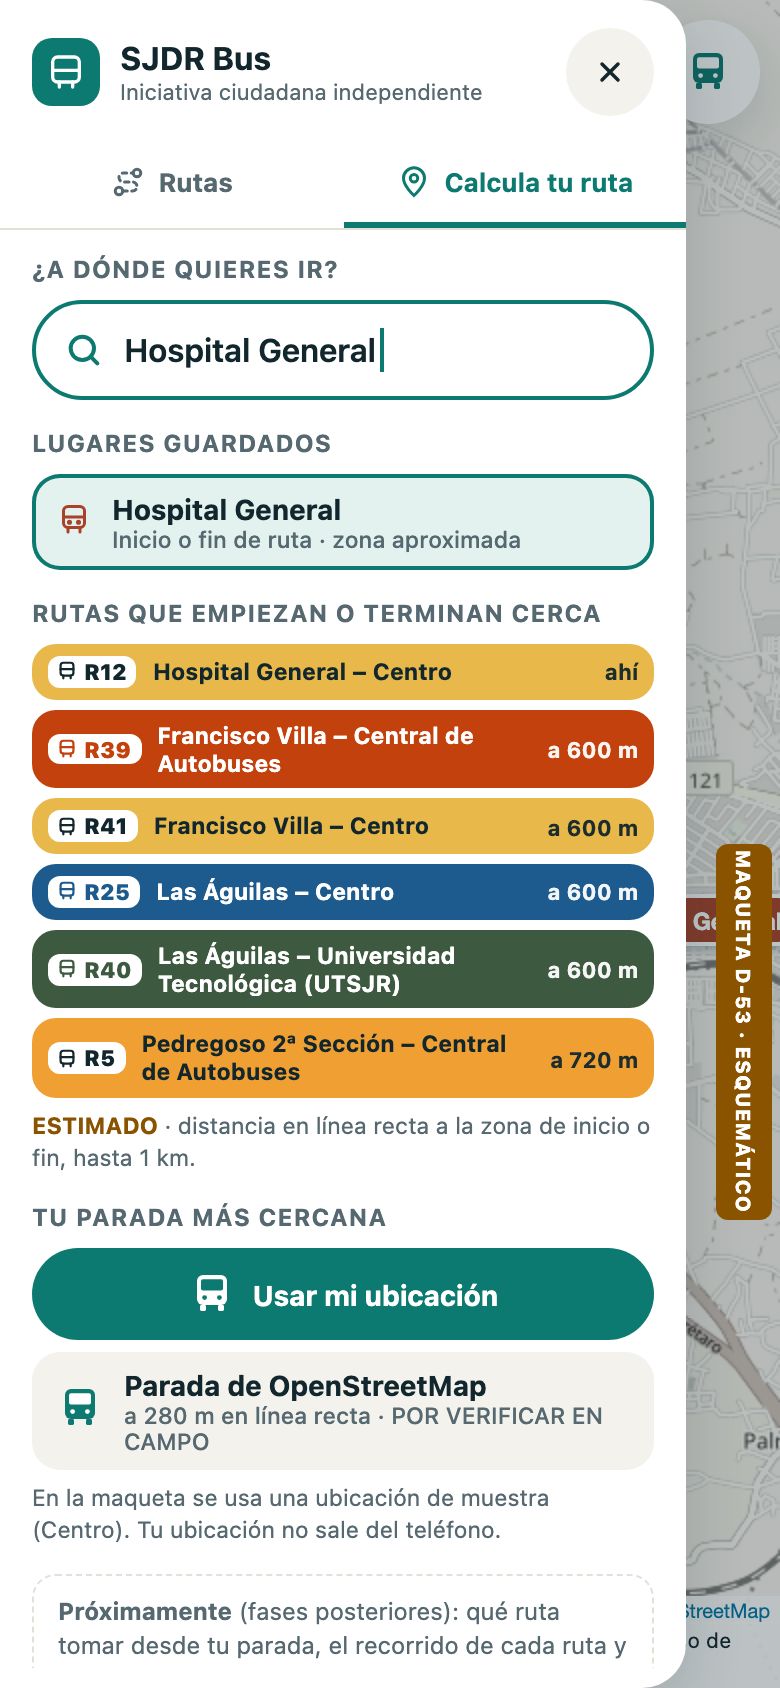 SJDR Bus
Iniciativa ciudadana independiente
Rutas
Calcula tu ruta
¿A DÓNDE QUIERES IR?
Hospital General
LUGARES GUARDADOS
Hospital General
Inicio o fin de ruta · zona aproximada
RUTAS QUE EMPIEZAN O TERMINAN CERCA
R12 Hospital General – Centro ahí
R39 Francisco Villa – Central de
Autobuses a 600 m
R41 Francisco Villa – Centro a 600 m
R25 Las Águilas – Centro a 600 m
R40 Las Águilas – Universidad
Tecnológica (UTSJR) a 600 m
R5 Pedregoso 2ª Sección – Central
de Autobuses a 720 m
ESTIMADO · distancia en línea recta a la zona de inicio o
fin, hasta 1 km.
TU PARADA MÁS CERCANA
Usar mi ubicación
Parada de OpenStreetMap
a 280 m en línea recta · POR VERIFICAR EN
CAMPO
En la maqueta se usa una ubicación de muestra
(Centro). Tu ubicación no sale del teléfono.
Próximamente (fases posteriores): qué ruta
tomar desde tu parada, el recorrido de cada ruta y
121
MAQUETA D-53 · ESQUEMÁTICO
StreetMap
o de